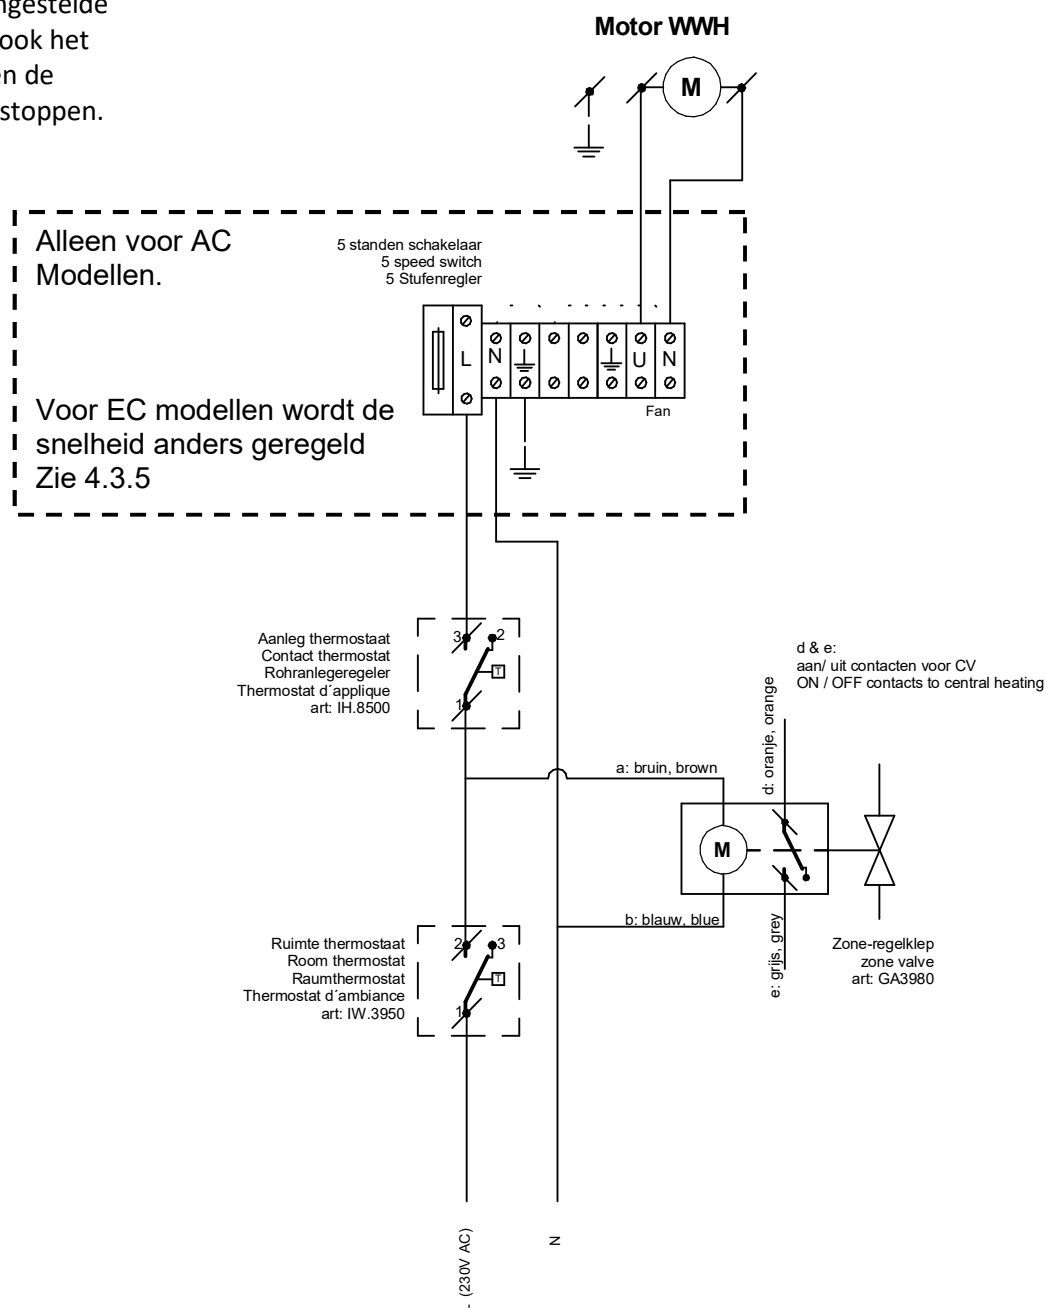 ngestelde
ook het
en de
stoppen.
Motor WWH
M
Alleen voor AC
Modellen.
5 standen schakelaar
5 speed switch
5 Stufenregler
L
N
U
N
Fan
Voor EC modellen wordt de
snelheid anders geregeld
Zie 4.3.5
Aanleg thermostaat
Contact thermostat
Rohranlegeregeler
Thermostat d´applique
art: IH.8500
3
2
T
1
d & e:
aan/ uit contacten voor CV
ON / OFF contacts to central heating
d: oranje, orange
a: bruin, brown
M
b: blauw, blue
e: grijs, grey
Zone-regelklep
zone valve
art: GA3980
Ruimte thermostaat
Room thermostat
Raumthermostat
Thermostat d´ambiance
art: IW.3950
2
3
T
1
(230V AC)
N